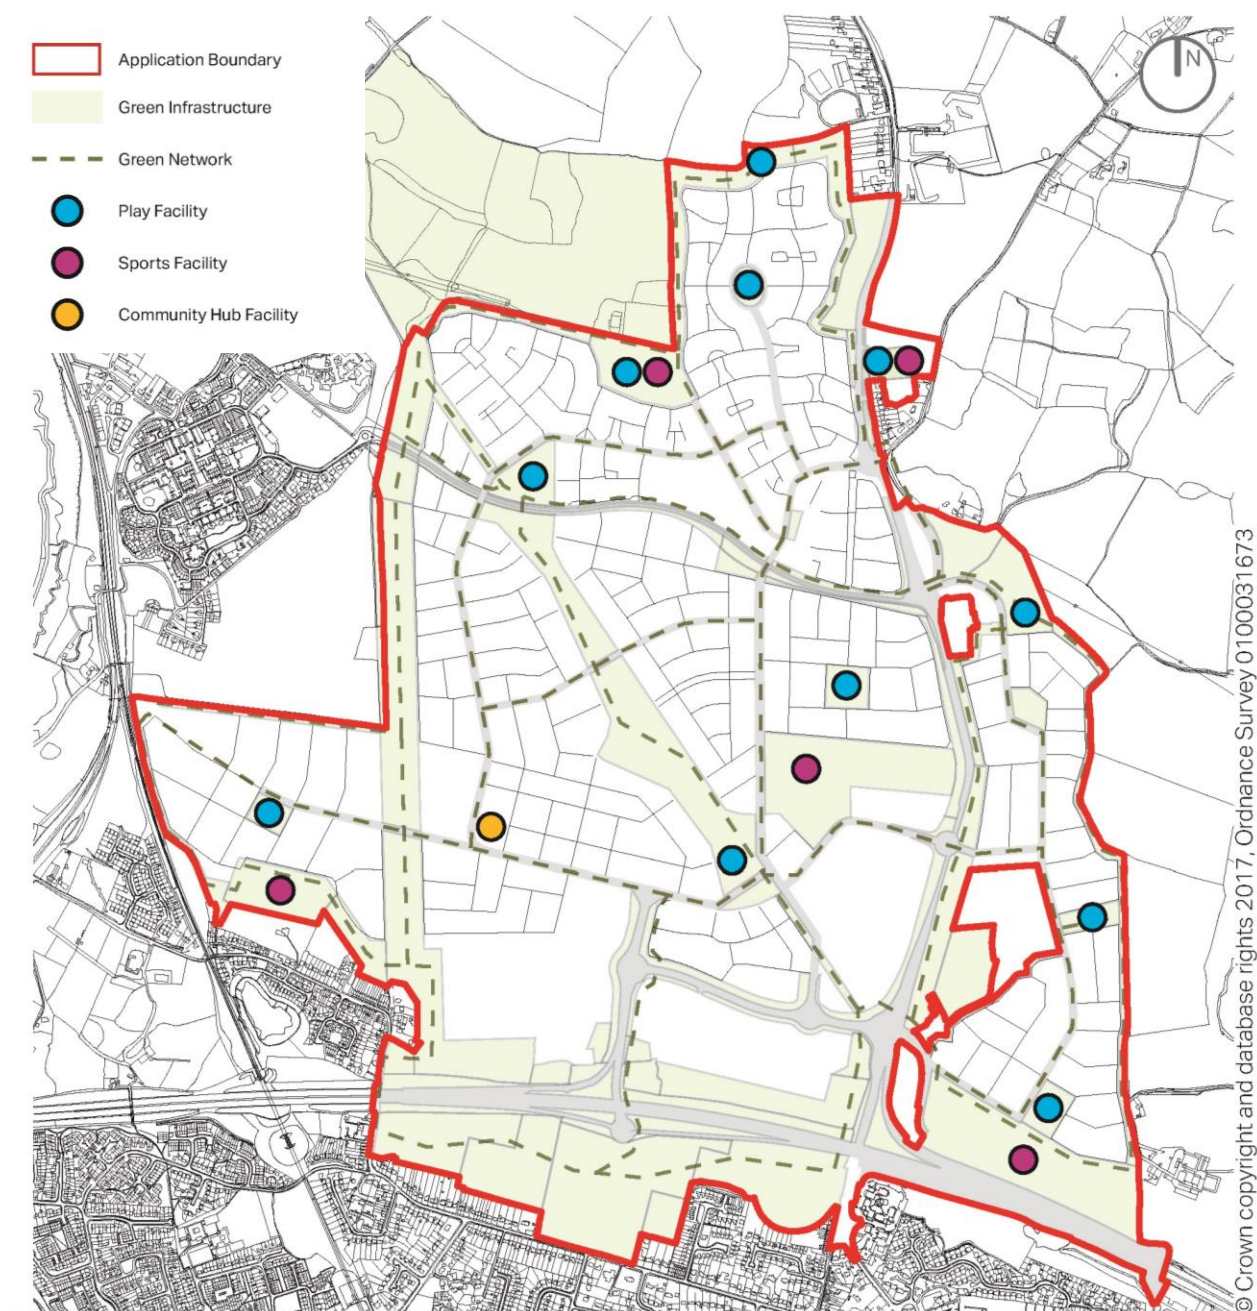 Application Boundary
Green Infrastructure
Green Network
Play Facility
Sports Facility
Community Hub Facility
N
© Crown copyright and database rights 2017, Ordnance Survey 0100031673